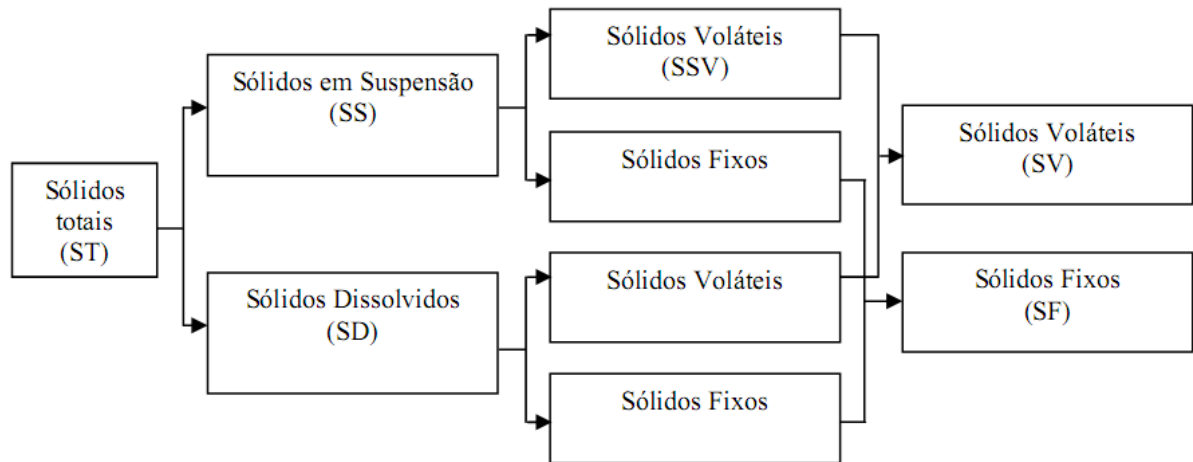 Sólidos
totais
(ST)
Sólidos em Suspensão
(SS)
Sólidos Dissolvidos
(SD)
Sólidos Voláteis
(SSV)
Sólidos Fixos
Sólidos Voláteis
Sólidos Fixos
Sólidos Voláteis
(SV)
Sólidos Fixos
(SF)